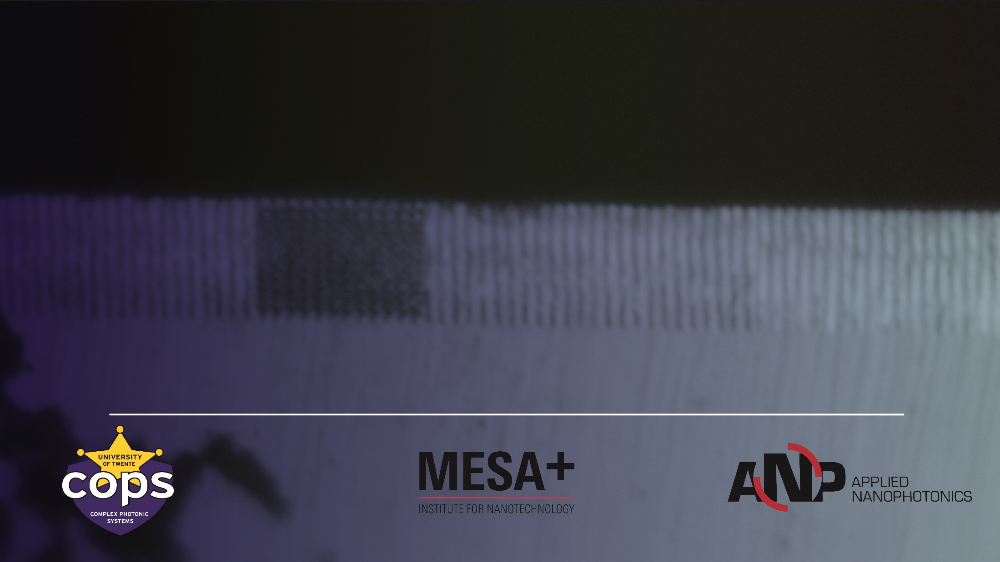 UNIVERSITY
OF TWENTE
cops
COMPLEX PHOTONIC
SYSTEMS
MESA+
INSTITUTE FOR NANOTECHNOLOGY
ANP
APPLIED
NANOPHOTONICS